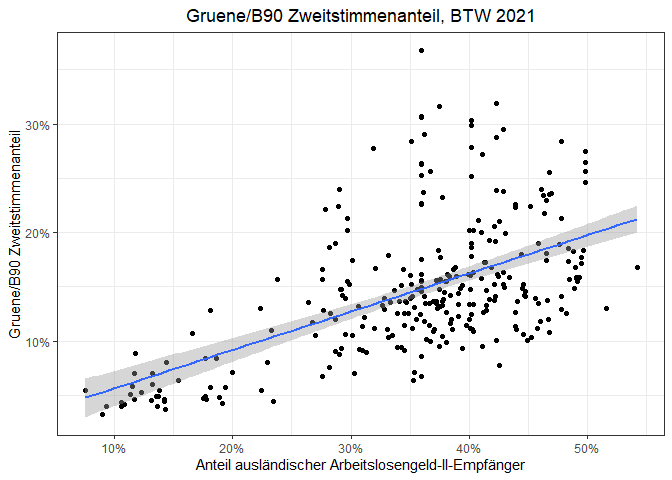 Gruene/B90 Zweitstimmenanteil, BTW 2021
Gruene/B90 Zweitstimmenanteil
30%
20%
10%
10% 20% 30% 40% 50%
Anteil ausländischer Arbeitslosengeld-II-Empfänger